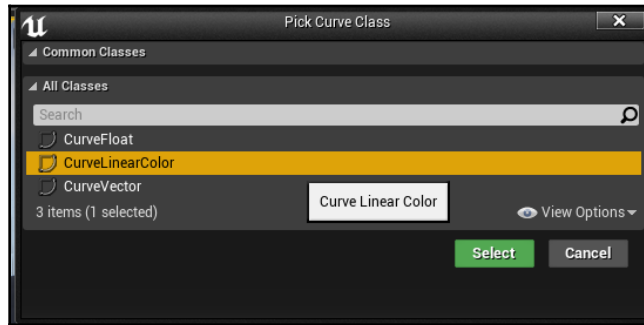 Pick Curve Class
Common Classes
All Classes
Search
CurveFloat
CurveLinearColor
CurveVector
Curve Linear Color
3 items (1 selected)
View Options
Select Cancel